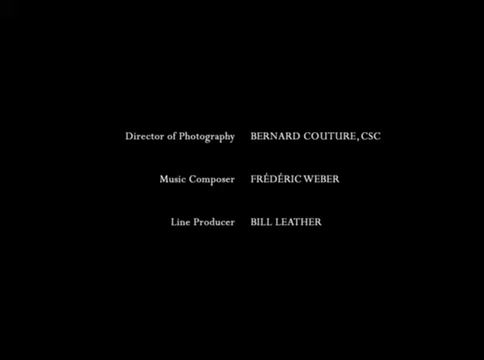 Director of Photography BERNARD COUTURE, CSC
Music Composer FRÉDÉRIC WEBER
Line Producer BILL LEATHER